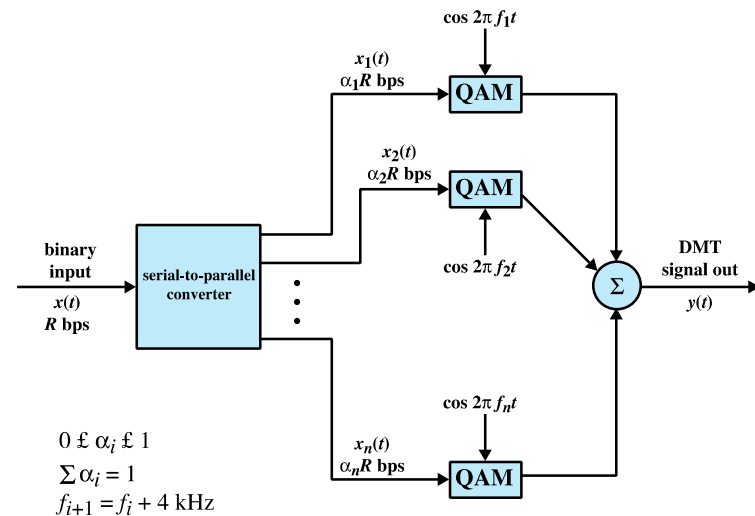 cos 2π f₁t
x₁(t)
α₁R bps
QAM
x₂(t)
α₂R bps
QAM
cos 2π f₂t
binary
input
x(t)
R bps
serial-to-parallel
converter
Σ
DMT
signal out
y(t)
cos 2π fₙt
xₙ(t)
αₙR bps
QAM
0 £ αᵢ £ 1
Σ αᵢ = 1
fᵢ₊₁ = fᵢ + 4 kHz